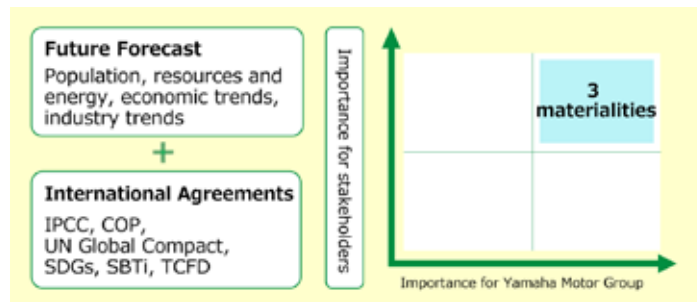 Future Forecast
Population, resources and
energy, economic trends,
industry trends
+
International Agreements
IPCC, COP,
UN Global Compact,
SDGs, SBTi, TCFD
Importance for stakeholders
3
materialities
Importance for Yamaha Motor Group